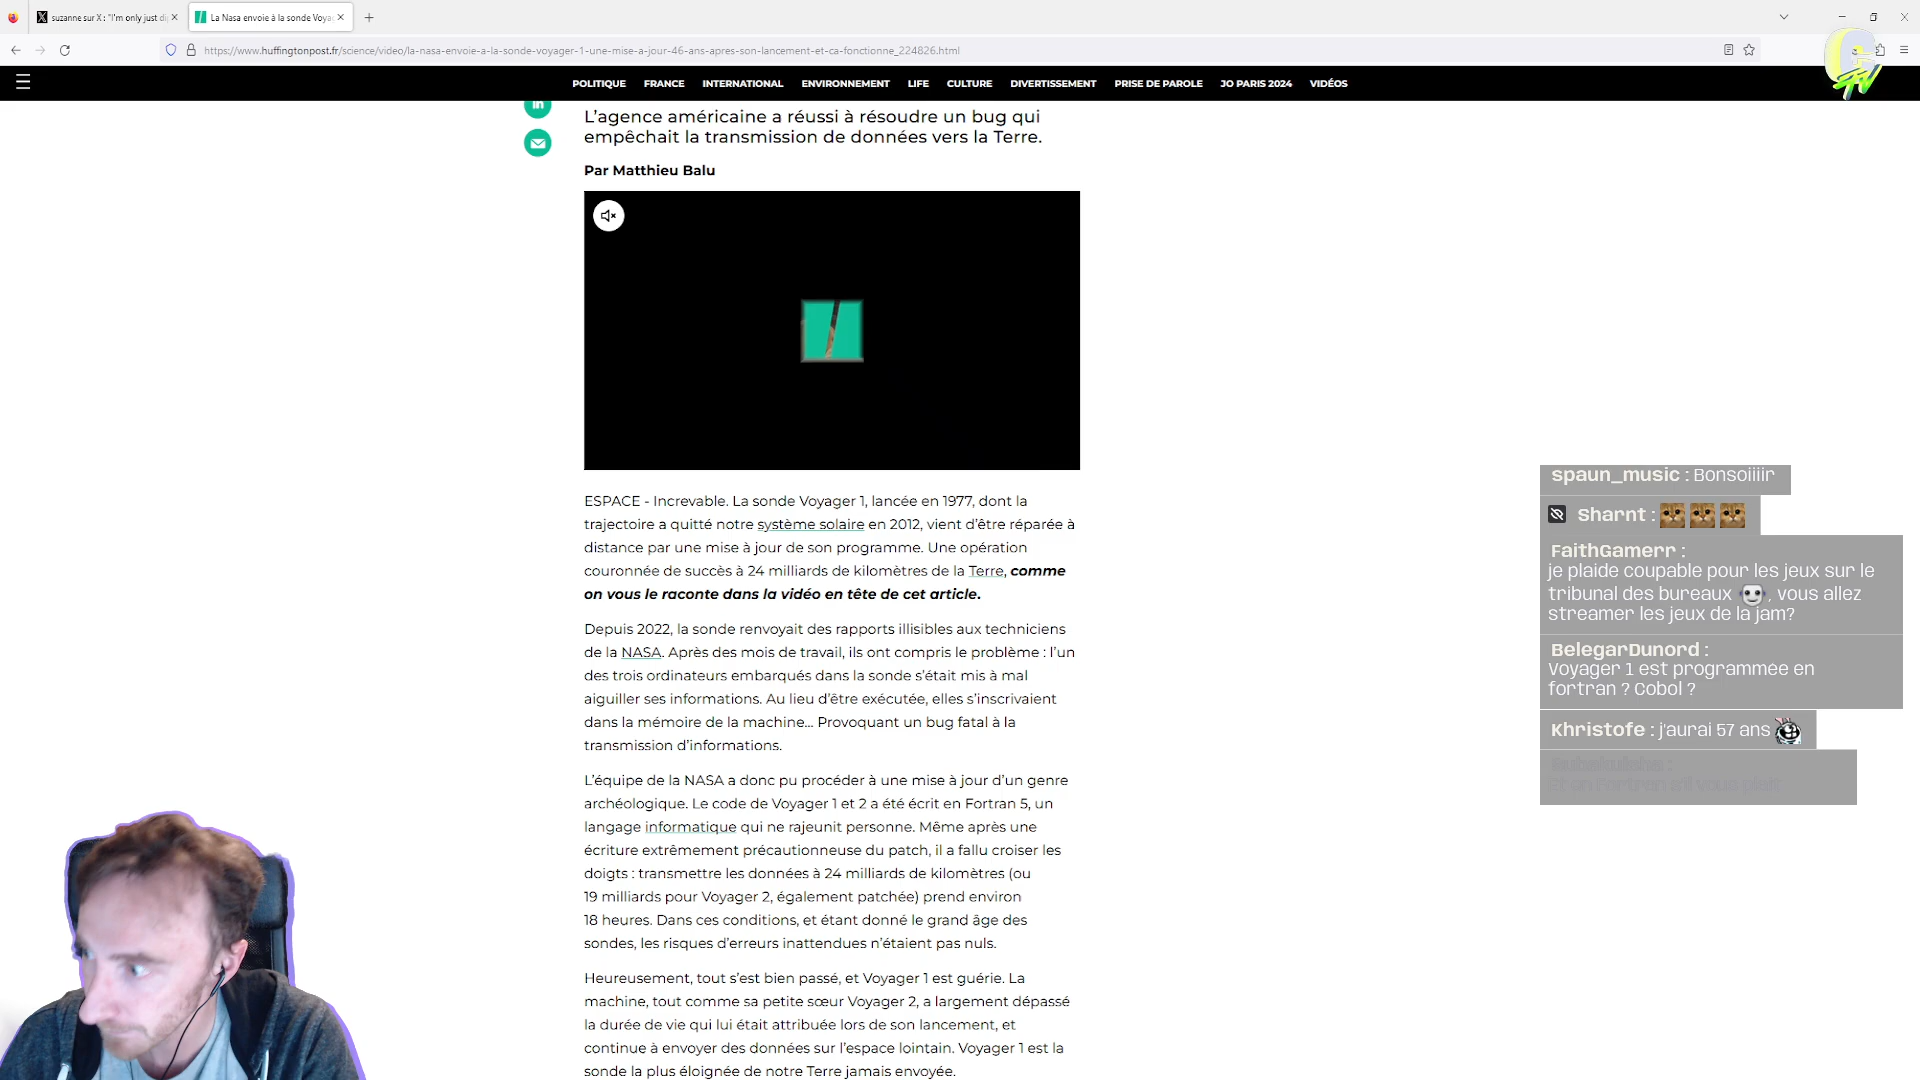 suzanne sur X : "I'm only just di
La Nasa envoie à la sonde Voya
https://www.huffingtonpost.fr/science/video/la-nasa-envoie-a-la-sonde-voyager-1-une-mise-a-jour-46-ans-apres-son-lancement-et-ca-fonctionne_224826.html
POLITIQUE FRANCE INTERNATIONAL ENVIRONNEMENT LIFE CULTURE DIVERTISSEMENT PRISE DE PAROLE JO PARIS 2024 VIDÉOS
L'agence américaine a réussi à résoudre un bug qui
empêchait la transmission de données vers la Terre.
Par Matthieu Balu
ESPACE - Increvable. La sonde Voyager 1, lancée en 1977, dont la
trajectoire a quitté notre système solaire en 2012, vient d'être réparée à
distance par une mise à jour de son programme. Une opération
couronnée de succès à 24 milliards de kilomètres de la Terre, comme
on vous le raconte dans la vidéo en tête de cet article.
Depuis 2022, la sonde renvoyait des rapports illisibles aux techniciens
de la NASA. Après des mois de travail, ils ont compris le problème : l'un
des trois ordinateurs embarqués dans la sonde s'était mis à mal
aiguiller ses informations. Au lieu d'être exécutée, elles s'inscrivaient
dans la mémoire de la machine... Provoquant un bug fatal à la
transmission d'informations.
L'équipe de la NASA a donc pu procéder à une mise à jour d'un genre
archéologique. Le code de Voyager 1 et 2 a été écrit en Fortran 5, un
langage informatique qui ne rajeunit personne. Même après une
écriture extrêmement précautionneuse du patch, il a fallu croiser les
doigts : transmettre les données à 24 milliards de kilomètres (ou
19 milliards pour Voyager 2, également patchée) prend environ
18 heures. Dans ces conditions, et étant donné le grand âge des
sondes, les risques d'erreurs inattendues n'étaient pas nuls.
Heureusement, tout s'est bien passé, et Voyager 1 est guérie. La
machine, tout comme sa petite sœur Voyager 2, a largement dépassé
la durée de vie qui lui était attribuée lors de son lancement, et
continue à envoyer des données sur l'espace lointain. Voyager 1 est la
sonde la plus éloignée de notre Terre jamais envoyée.
spaun_music : Bonsoiiiir
Sharnt :
FaithGamerr :
je plaide coupable pour les jeux sur le
tribunal des bureaux , vous allez
streamer les jeux de la jam?
BelegarDunord :
Voyager 1 est programmée en
fortran ? Cobol ?
Khristofe : j'aurai 57 ans